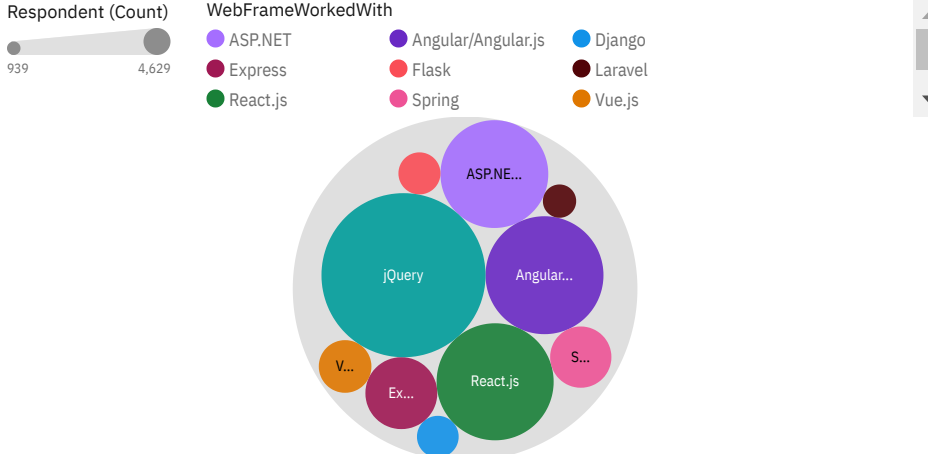 Respondent (Count)
939
4,629
WebFrameWorkedWith
ASP.NET
Angular/Angular.js
Django
Express
Flask
Laravel
React.js
Spring
Vue.js
ASP.NE...
jQuery
Angular...
S...
V...
React.js
Ex...